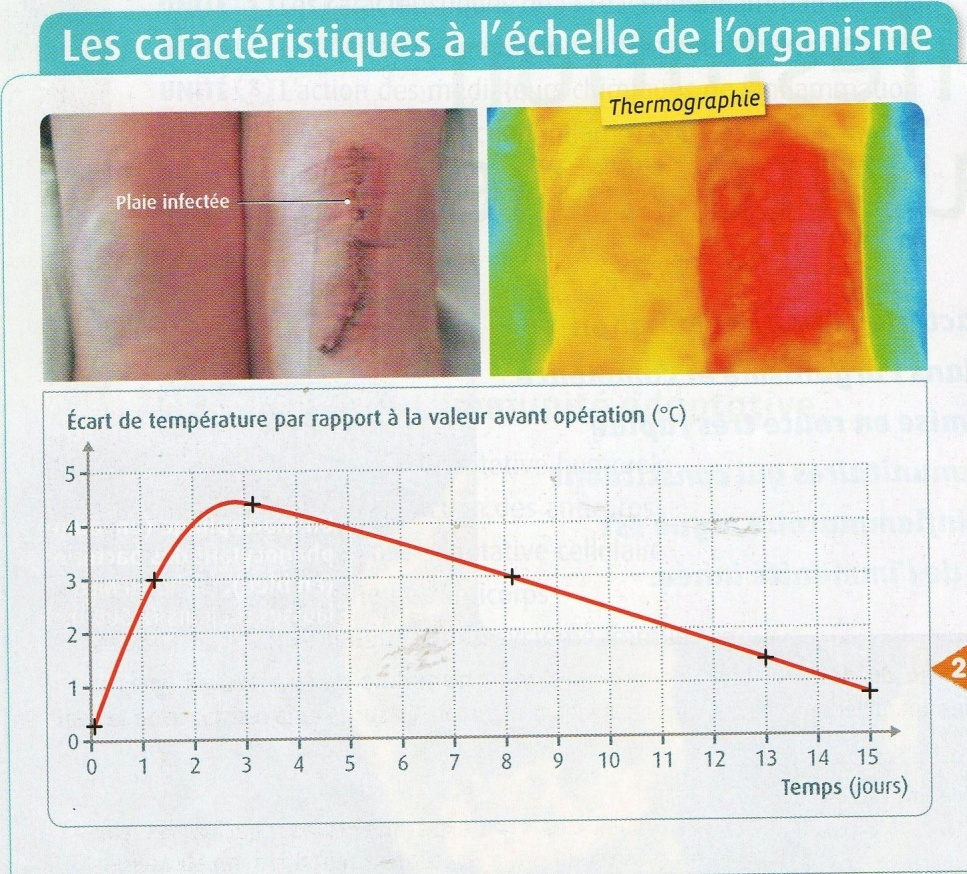 Les caractéristiques à l'échelle de l'organisme
Thermographie
Plaie infectée
Écart de température par rapport à la valeur avant opération (°C)
5
4
3
2
1
0
0 1 2 3 4 5 6 7 8 9 10 11 12 13 14 15
Temps (jours)
2